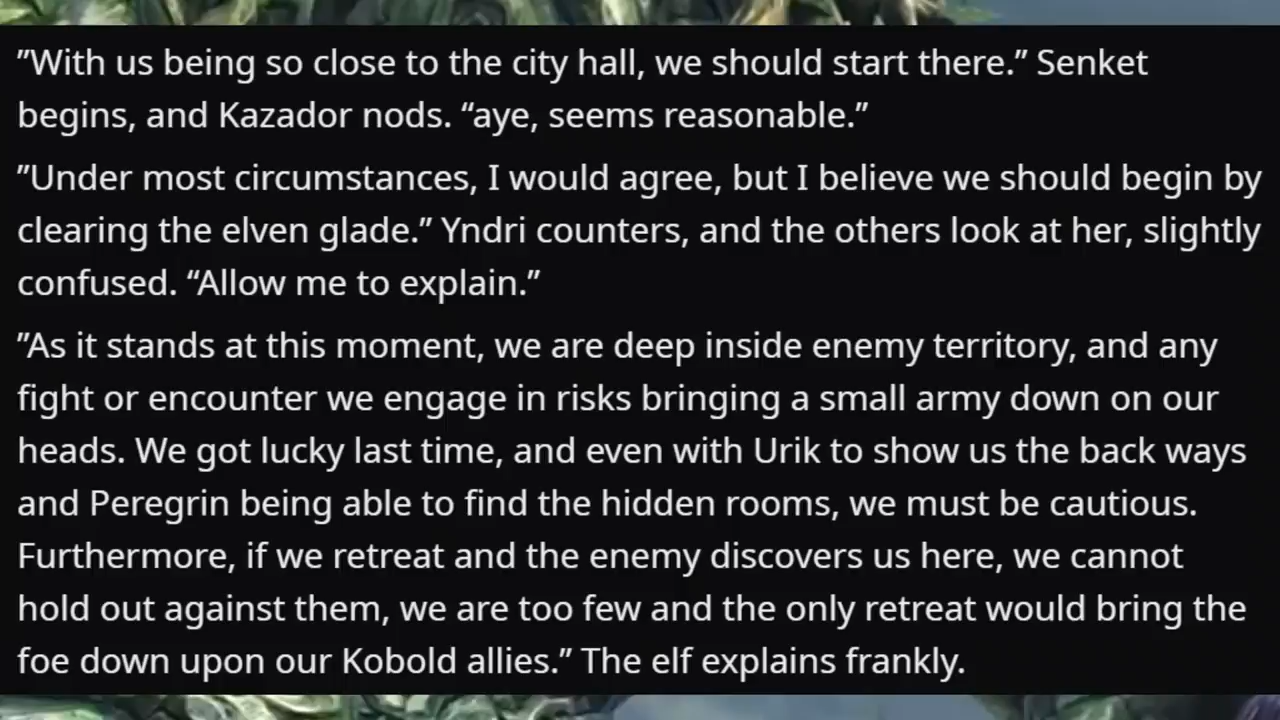 ”With us being so close to the city hall, we should start there.” Senket
begins, and Kazador nods. “aye, seems reasonable.”
”Under most circumstances, I would agree, but I believe we should begin by
clearing the elven glade.” Yndri counters, and the others look at her, slightly
confused. “Allow me to explain.”
”As it stands at this moment, we are deep inside enemy territory, and any
fight or encounter we engage in risks bringing a small army down on our
heads. We got lucky last time, and even with Urik to show us the back ways
and Peregrin being able to find the hidden rooms, we must be cautious.
Furthermore, if we retreat and the enemy discovers us here, we cannot
hold out against them, we are too few and the only retreat would bring the
foe down upon our Kobold allies.” The elf explains frankly.